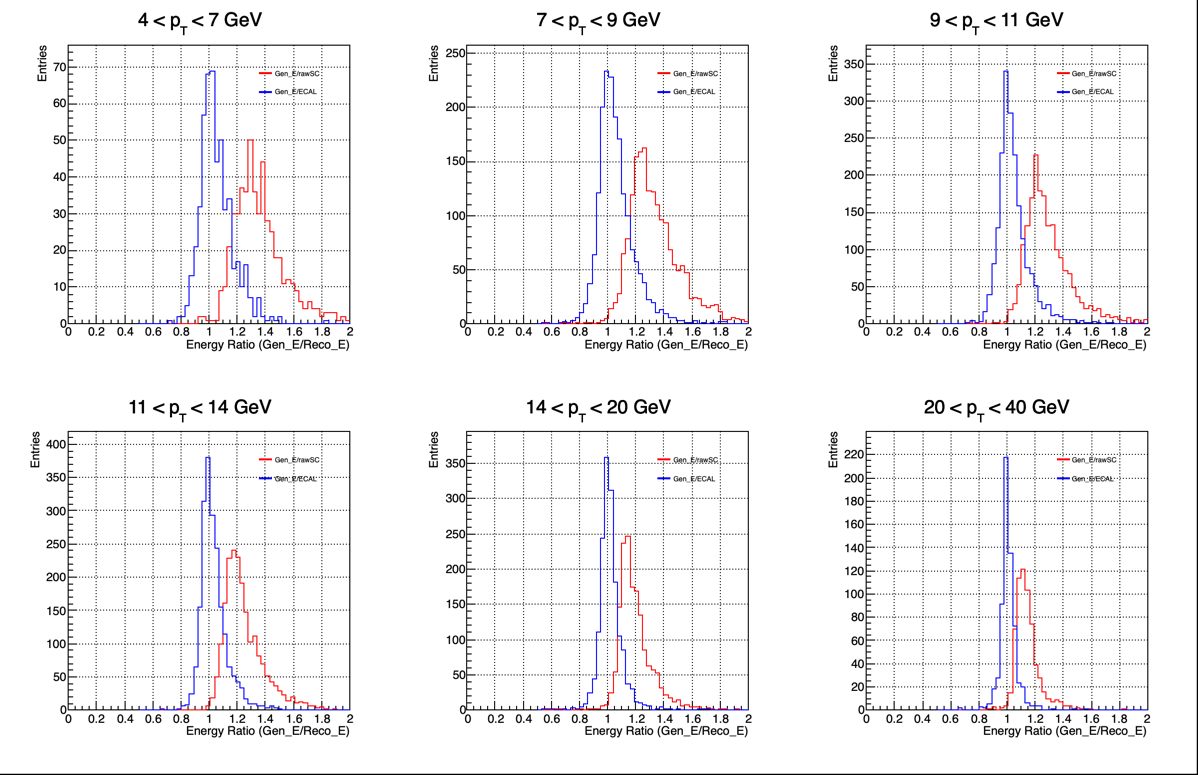 4 < pT < 7 GeV
Entries
70
60
50
40
30
20
10
0
Gen_E/rawSC
Gen_E/ECAL
0 0.2 0.4 0.6 0.8 1 1.2 1.4 1.6 1.8 2
Energy Ratio (Gen_E/Reco_E)
7 < pT < 9 GeV
Entries
250
200
150
100
50
0
Gen_E/rawSC
Gen_E/ECAL
0 0.2 0.4 0.6 0.8 1 1.2 1.4 1.6 1.8 2
Energy Ratio (Gen_E/Reco_E)
9 < pT < 11 GeV
Entries
350
300
250
200
150
100
50
0
Gen_E/rawSC
Gen_E/ECAL
0 0.2 0.4 0.6 0.8 1 1.2 1.4 1.6 1.8 2
Energy Ratio (Gen_E/Reco_E)
11 < pT < 14 GeV
Entries
400
350
300
250
200
150
100
50
0
Gen_E/rawSC
Gen_E/ECAL
0 0.2 0.4 0.6 0.8 1 1.2 1.4 1.6 1.8 2
Energy Ratio (Gen_E/Reco_E)
14 < pT < 20 GeV
Entries
350
300
250
200
150
100
50
0
Gen_E/rawSC
Gen_E/ECAL
0 0.2 0.4 0.6 0.8 1 1.2 1.4 1.6 1.8 2
Energy Ratio (Gen_E/Reco_E)
20 < pT < 40 GeV
Entries
220
200
180
160
140
120
100
80
60
40
20
0
Gen_E/rawSC
Gen_E/ECAL
0 0.2 0.4 0.6 0.8 1 1.2 1.4 1.6 1.8 2
Energy Ratio (Gen_E/Reco_E)